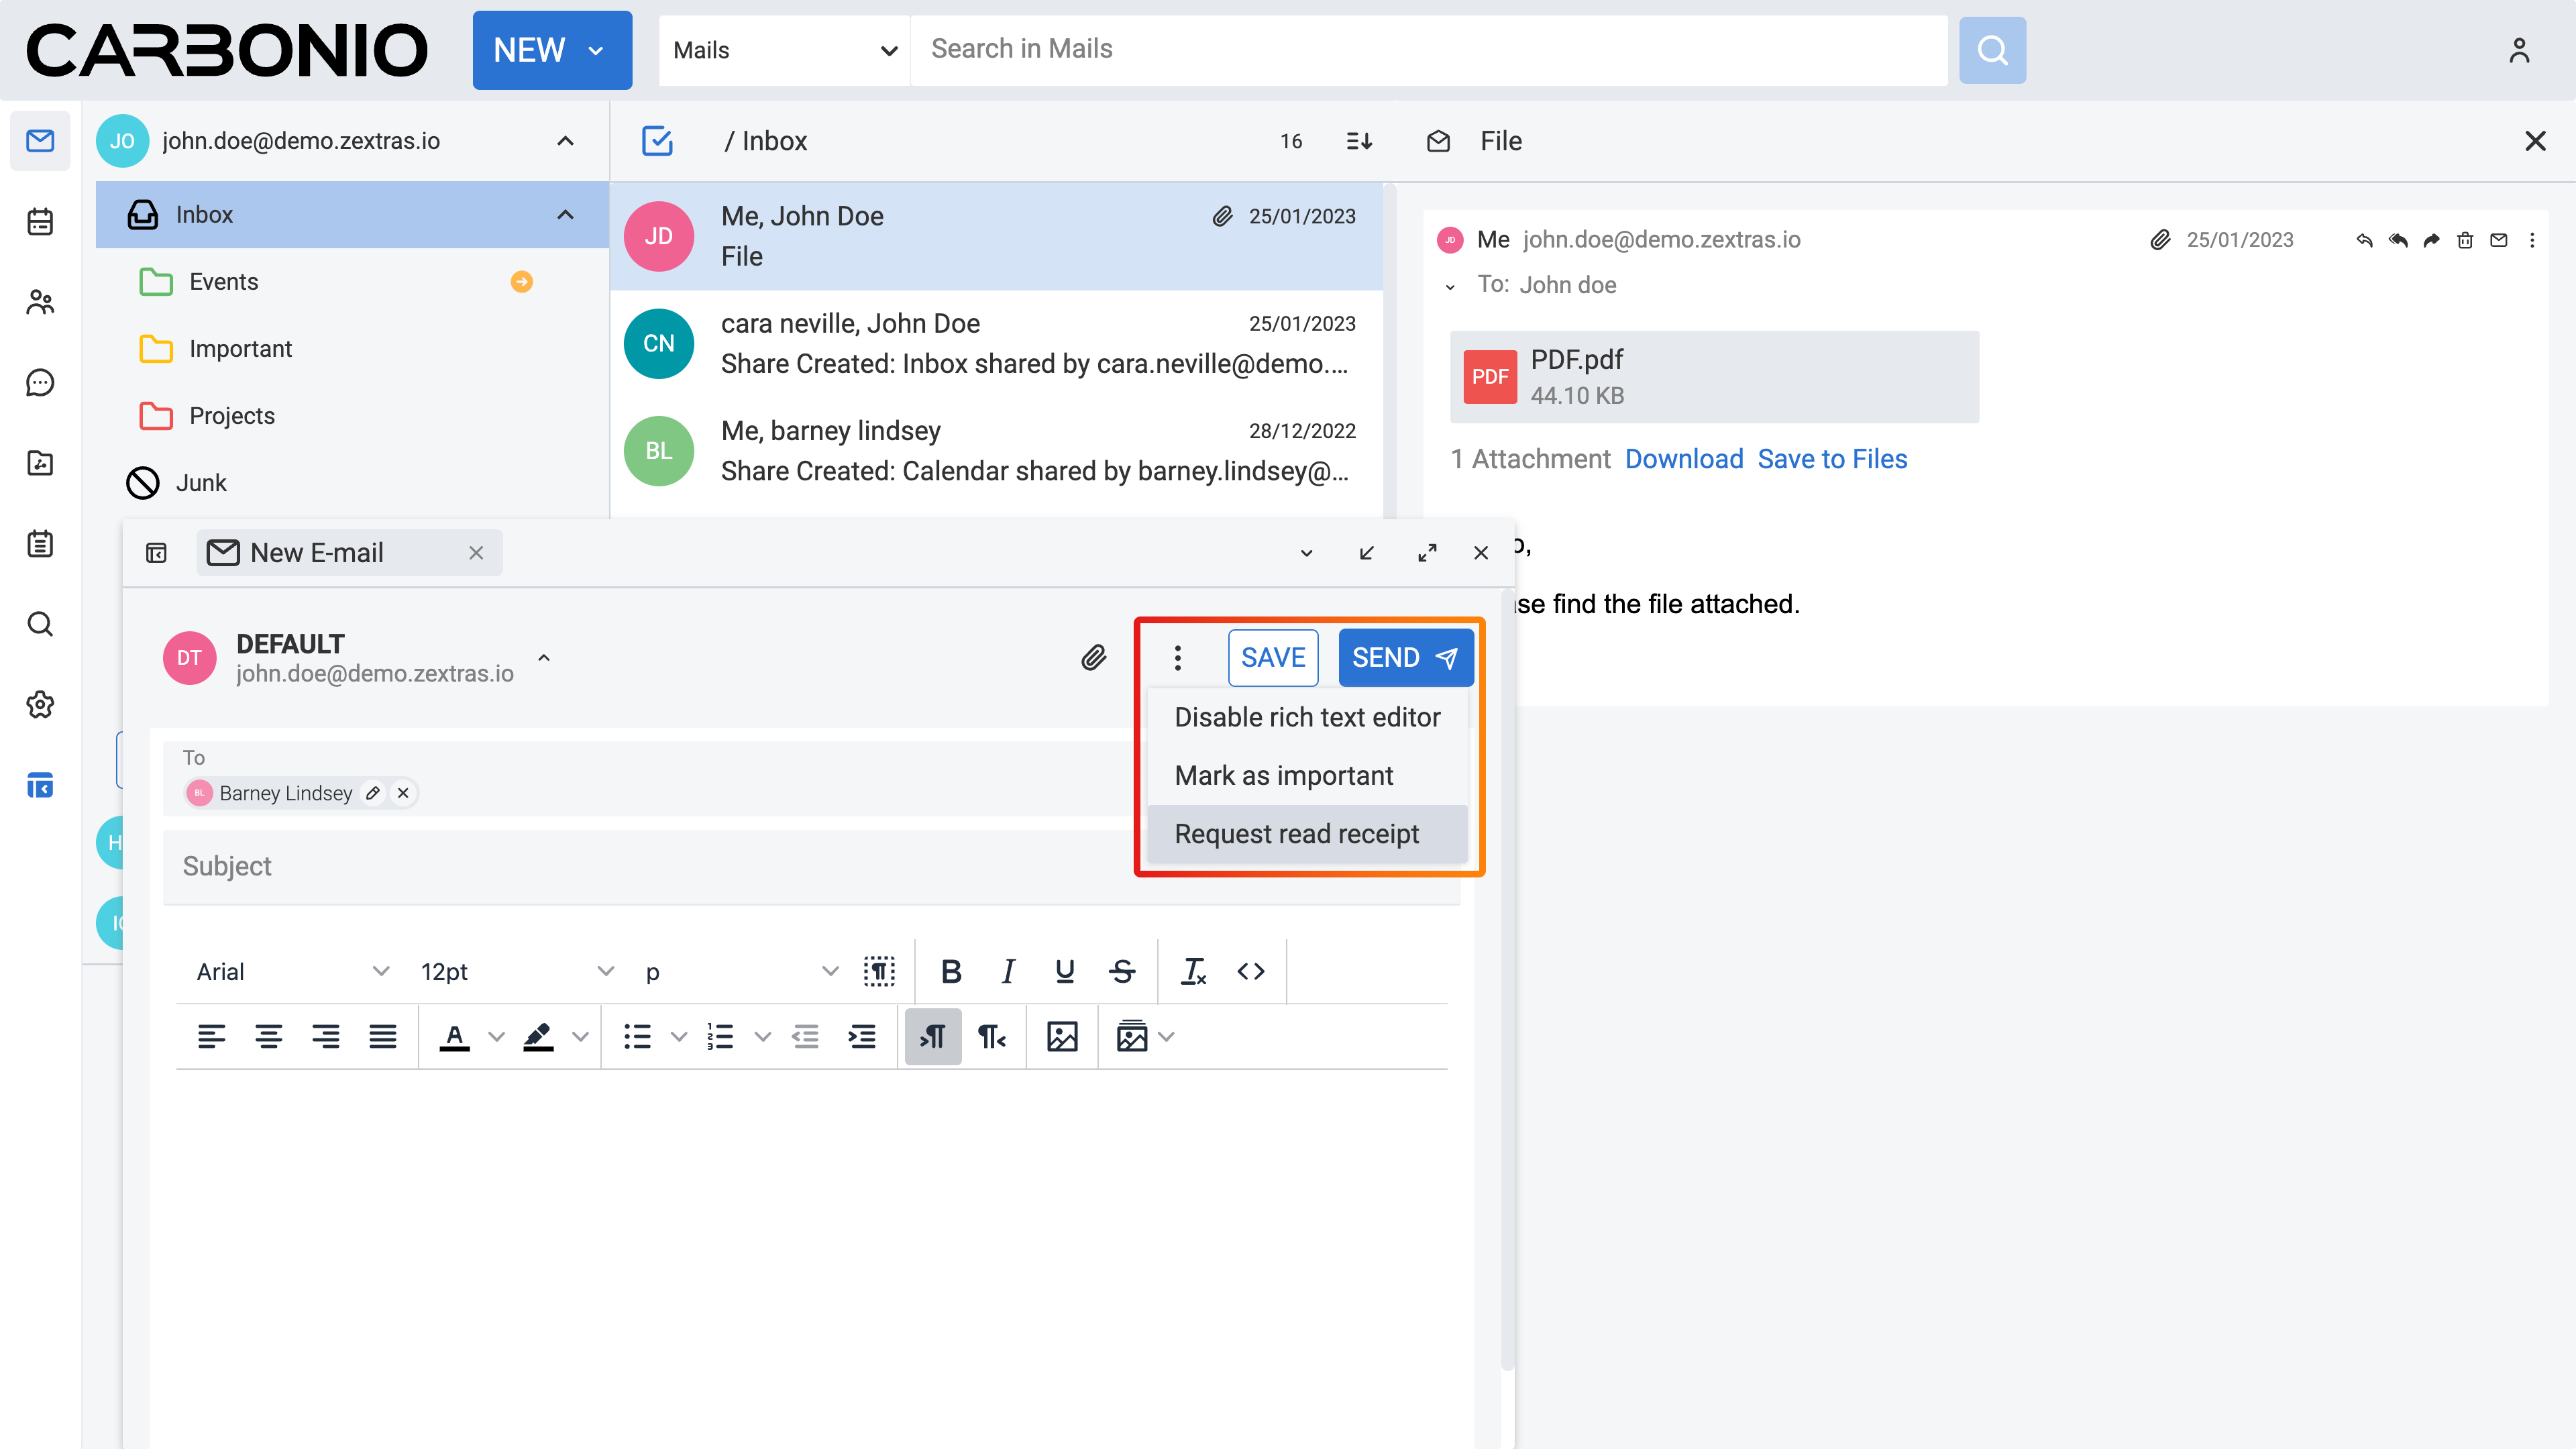 CARBONIO
NEW
Mails
Search in Mails
JO
john.doe@demo.zextras.io
Inbox
Events
Important
Projects
Junk
/ Inbox
16
JD
Me, John Doe
25/01/2023
File
CN
cara neville, John Doe
25/01/2023
Share Created: Inbox shared by cara.neville@demo....
BL
Me, barney lindsey
28/12/2022
Share Created: Calendar shared by barney.lindsey@...
File
JD
Me john.doe@demo.zextras.io
25/01/2023
To: John doe
PDF
PDF.pdf
44.10 KB
1 Attachment Download Save to Files
o,
se find the file attached.
New E-mail
DT
DEFAULT
john.doe@demo.zextras.io
SAVE
SEND
Disable rich text editor
Mark as important
Request read receipt
To
BL
Barney Lindsey
Subject
H
Arial
12pt
p